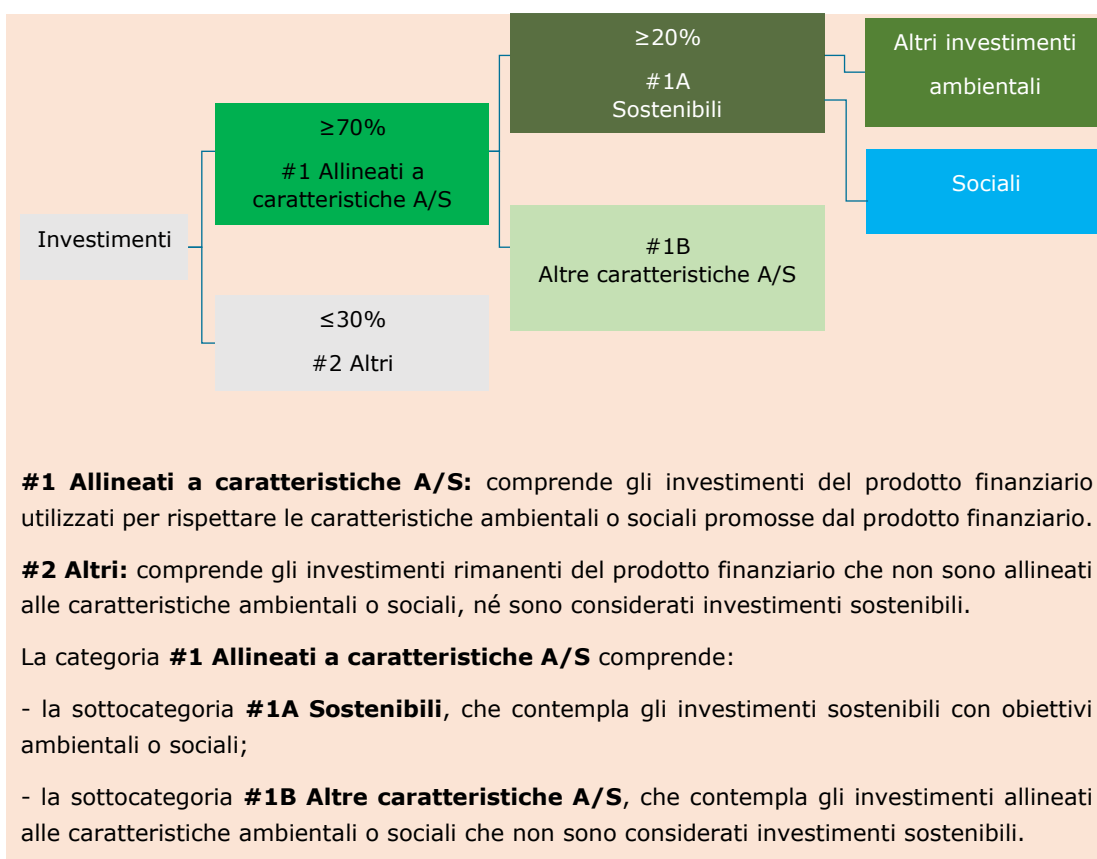 Investimenti
≥70%
#1 Allineati a
caratteristiche A/S
≤30%
#2 Altri
≥20%
#1A
Sostenibili
#1B
Altre caratteristiche A/S
Altri investimenti
ambientali
Sociali
#1 Allineati a caratteristiche A/S: comprende gli investimenti del prodotto finanziario
utilizzati per rispettare le caratteristiche ambientali o sociali promosse dal prodotto finanziario.
#2 Altri: comprende gli investimenti rimanenti del prodotto finanziario che non sono allineati
alle caratteristiche ambientali o sociali, né sono considerati investimenti sostenibili.
La categoria #1 Allineati a caratteristiche A/S comprende:
- la sottocategoria #1A Sostenibili, che contempla gli investimenti sostenibili con obiettivi
ambientali o sociali;
- la sottocategoria #1B Altre caratteristiche A/S, che contempla gli investimenti allineati
alle caratteristiche ambientali o sociali che non sono considerati investimenti sostenibili.